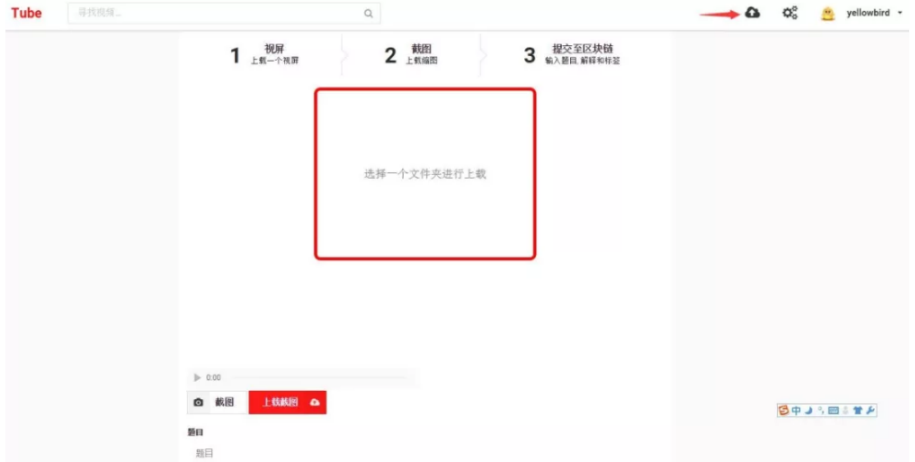 Tube
寻找视频...
yellowbird
1 视屏
上载一个视屏
2 截图
上载缩图
3 提交至区块链
输入题目, 解释和标签
选择一个文件夹进行上载
0:00
截图
上载截图
题目
题目
中